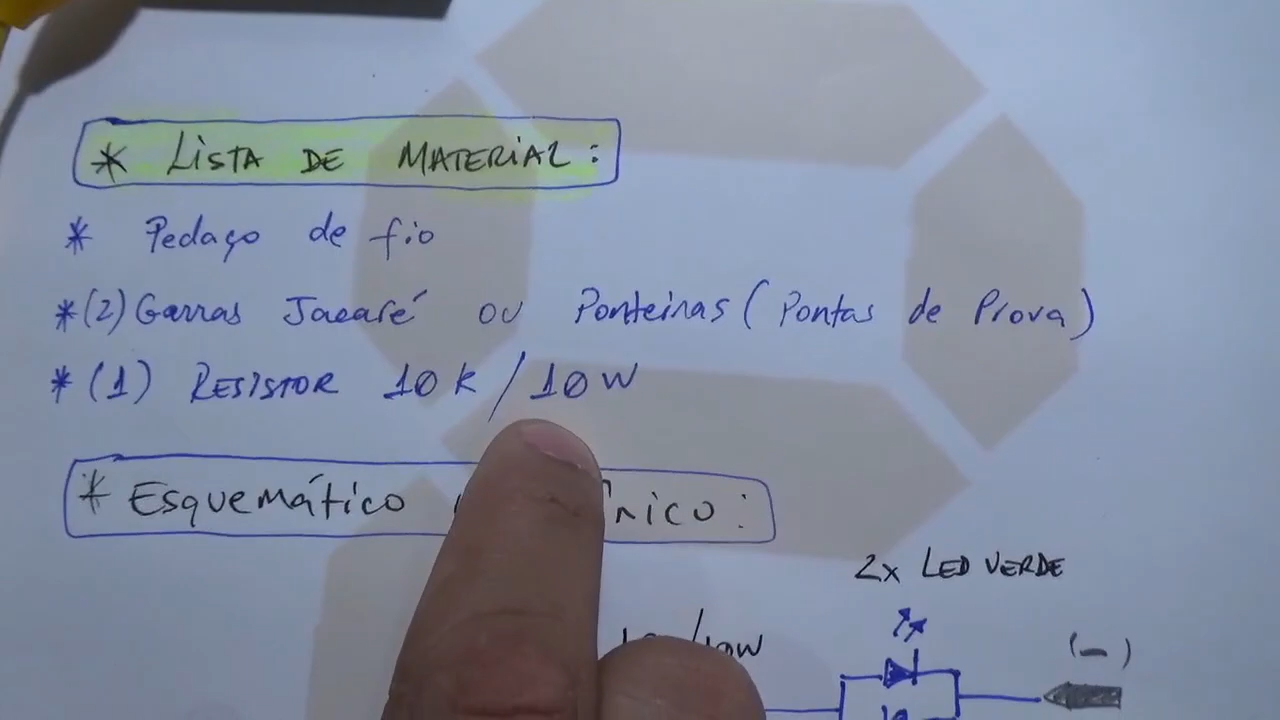 * LISTA DE MATERIAL:
* Pedaço de fio
*(2) Garras Jacaré ou Ponteiras (Pontas de Prova)
*(1) RESISTOR 10K/10W
* Esquemático
2x LED VERDE
(-)